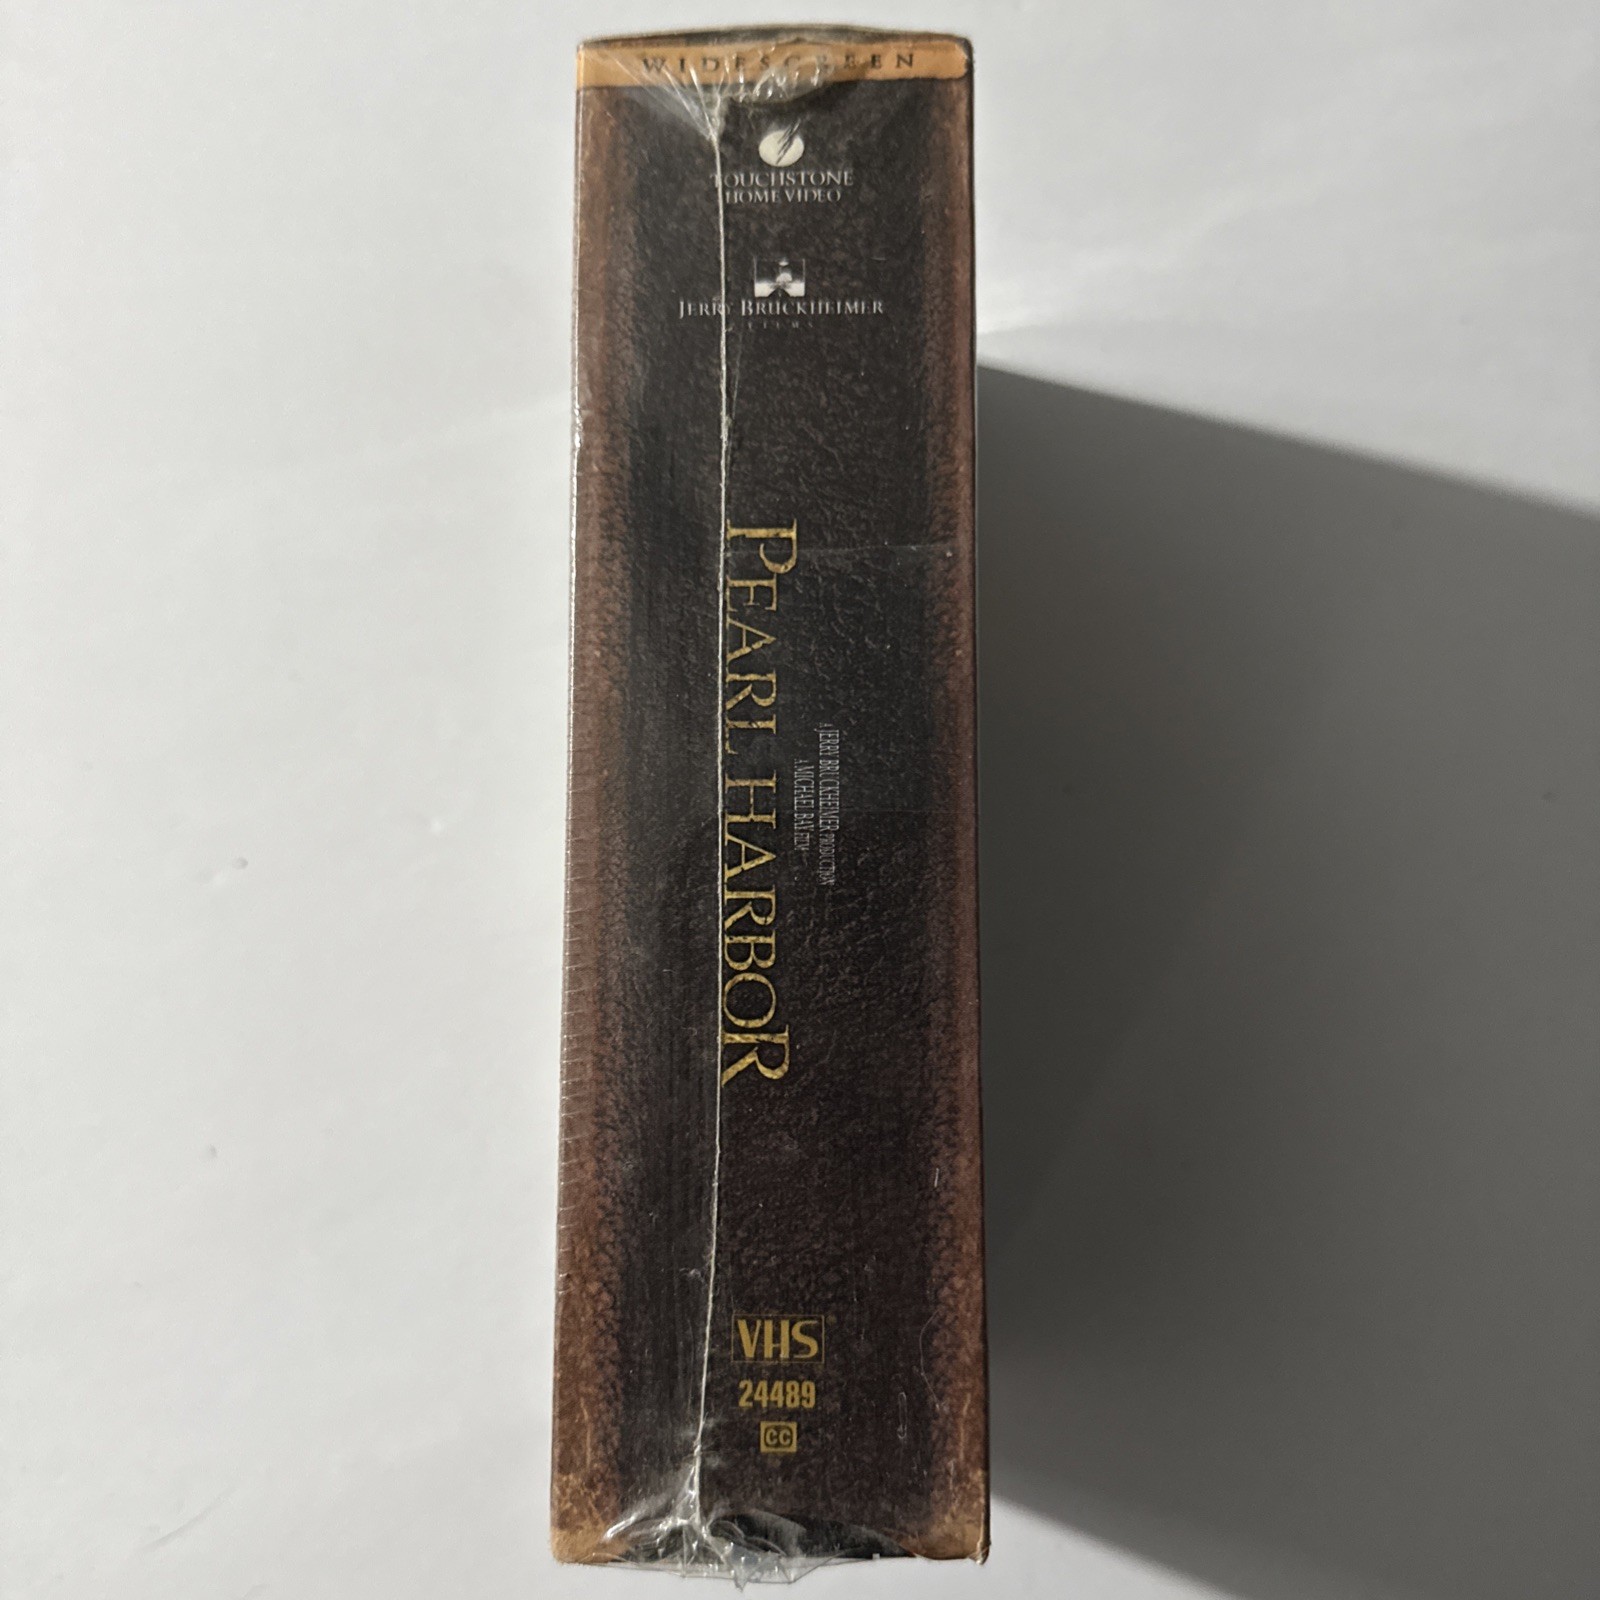 WIDESCREEN
TOUCHSTONE
HOME VIDEO
JERRY BRUCKHEIMER
FILMS
A JERRY BRUCKHEIMER PRODUCTION
A MICHAEL BAY FILM
PEARL HARBOR
VHS
24489
CC